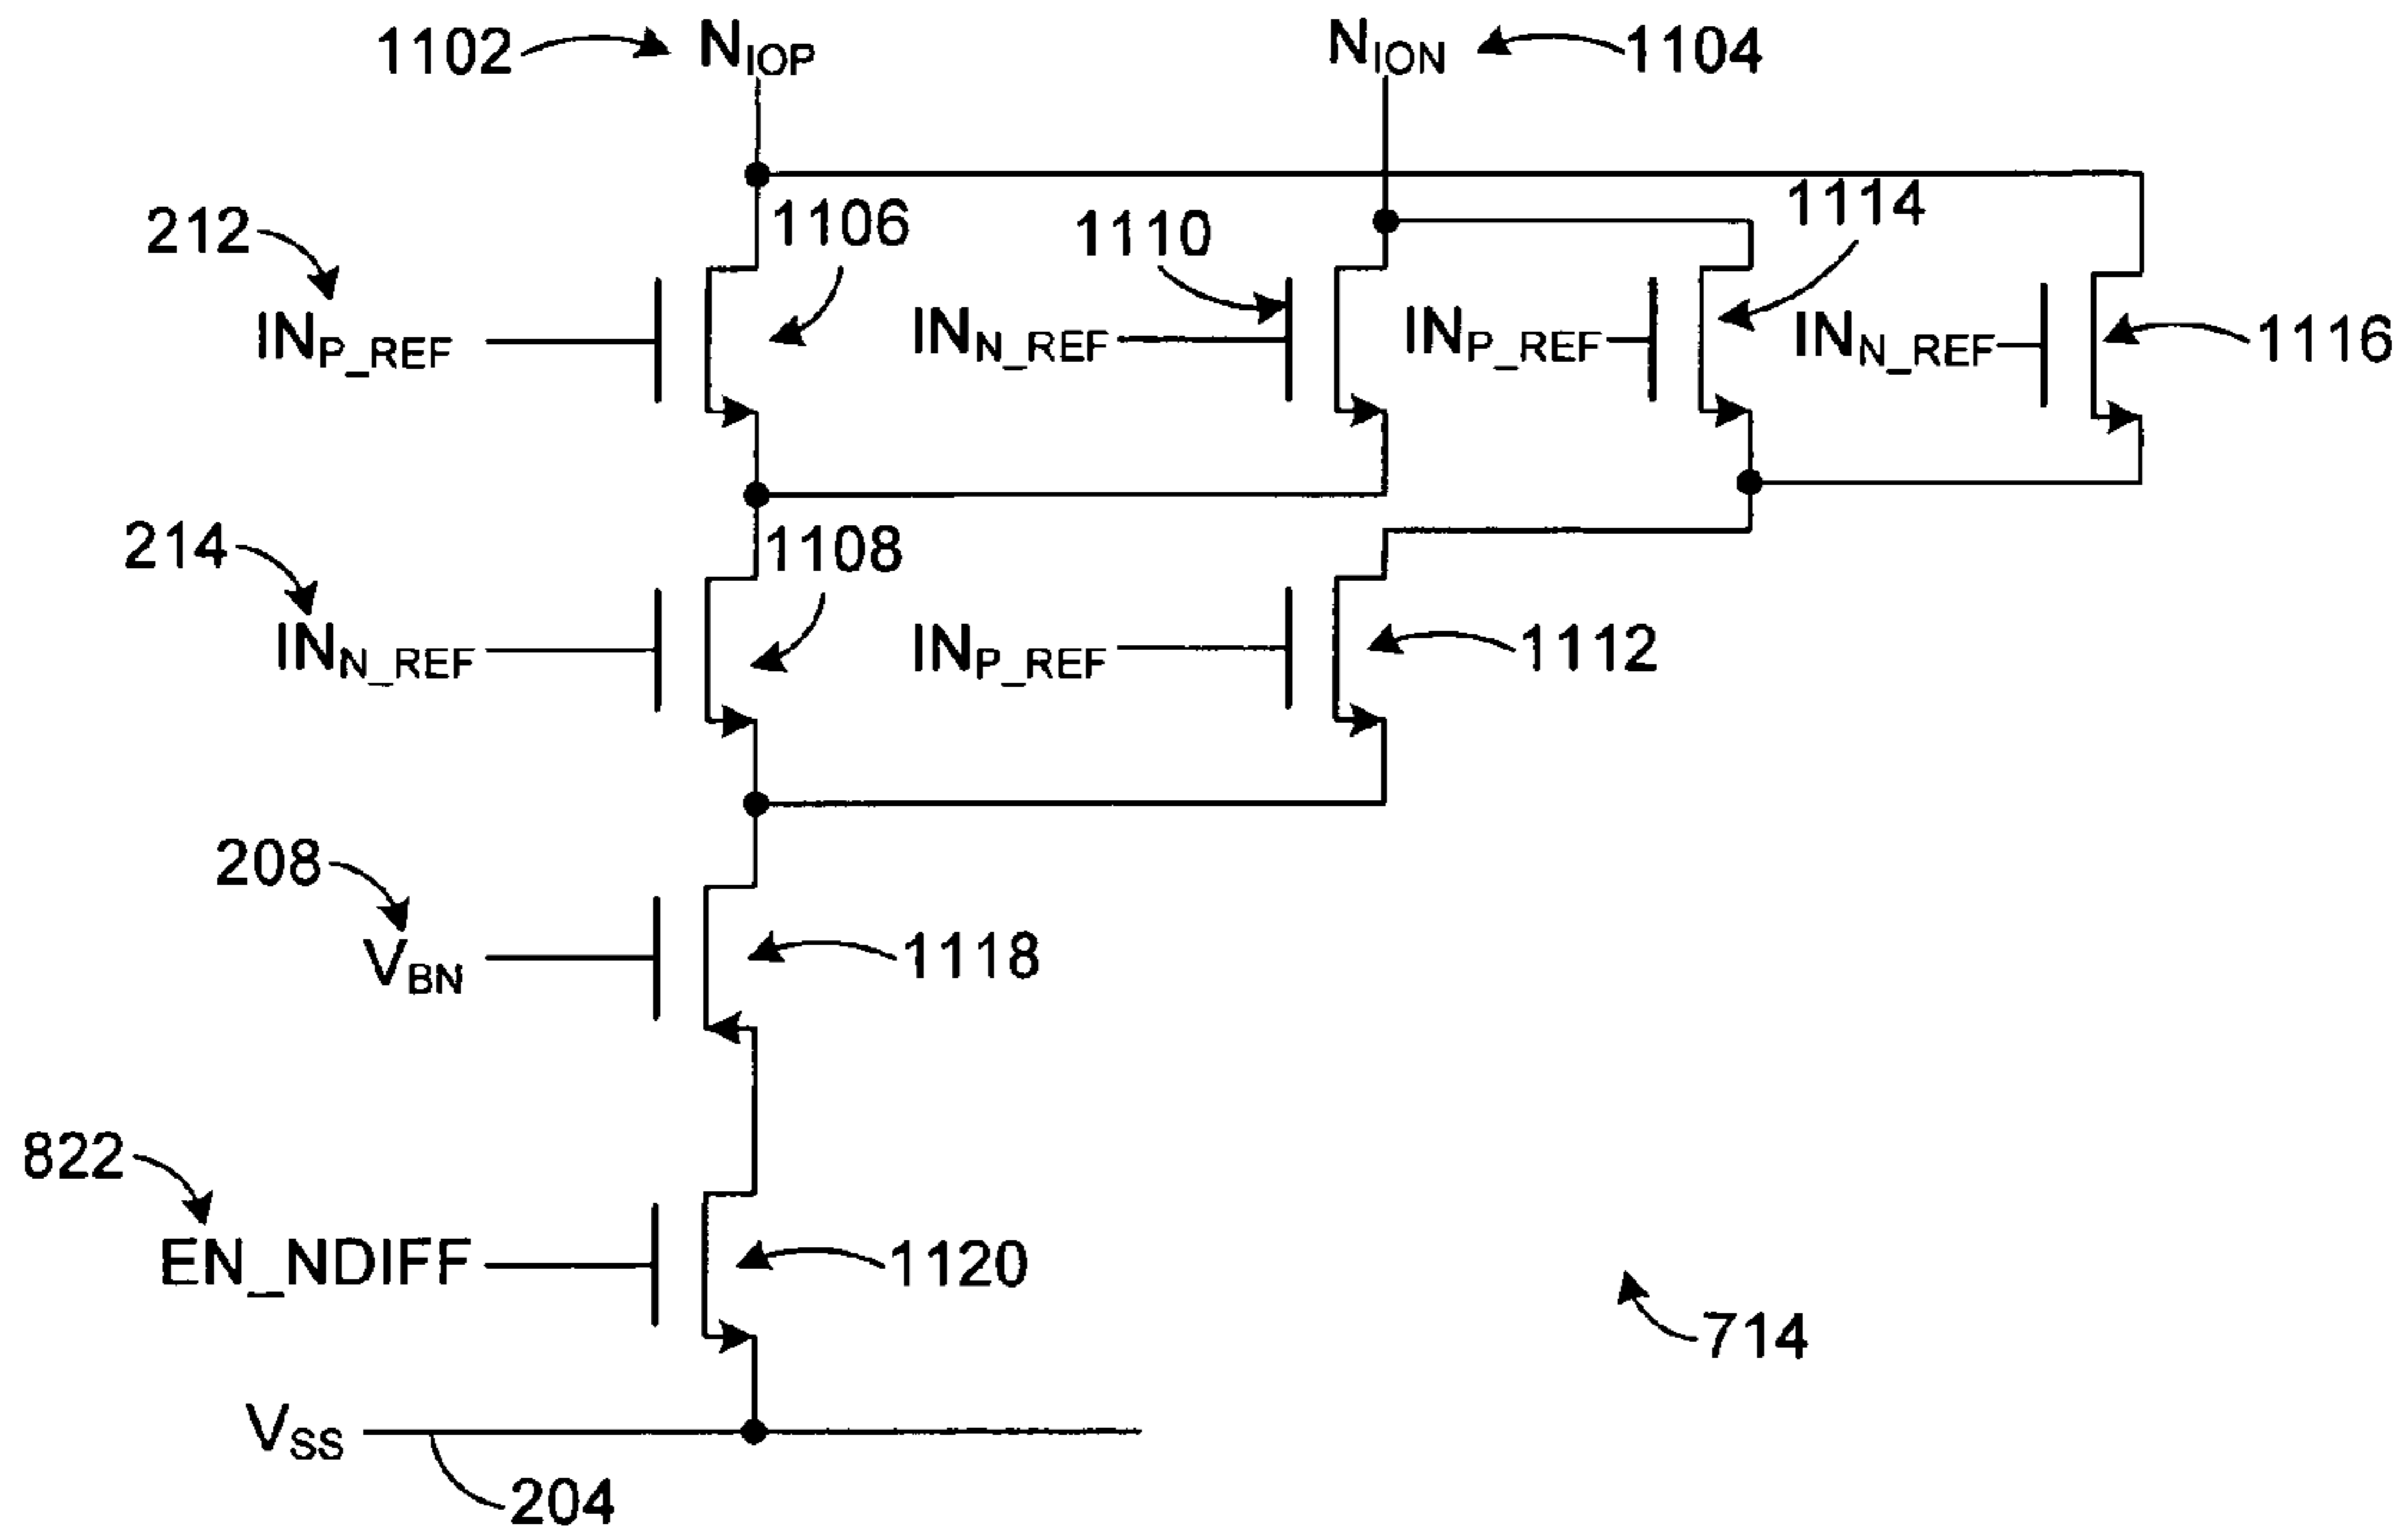 1102 N_IOP N_ION 1104
212 1106 1110 1114
IN_P_REF IN_N_REF IN_P_REF IN_N_REF 1116
214 1108
IN_N_REF IN_P_REF 1112
208
V_BN 1118
822
EN_NDIFF 1120
714
V_SS
204